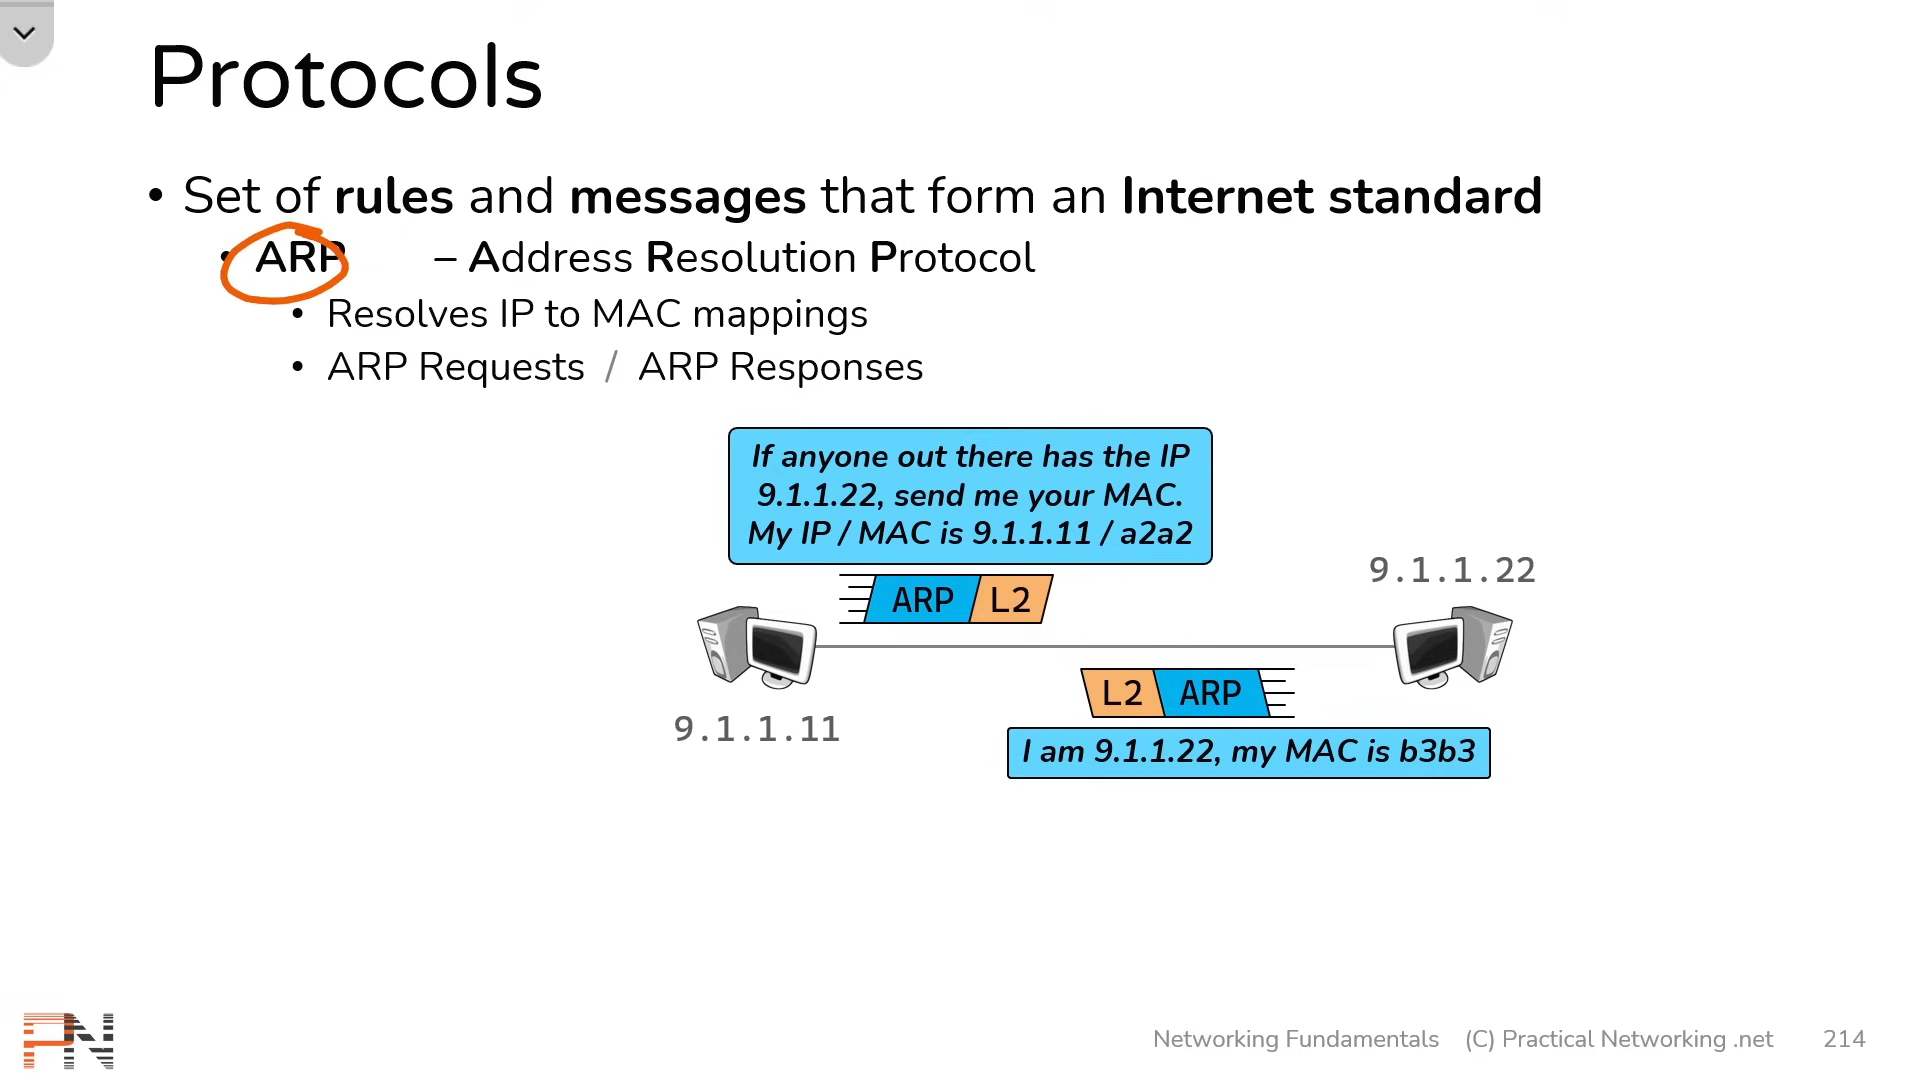 Protocols
• Set of rules and messages that form an Internet standard
• ARP – Address Resolution Protocol
• Resolves IP to MAC mappings
• ARP Requests / ARP Responses
If anyone out there has the IP
9.1.1.22, send me your MAC.
My IP / MAC is 9.1.1.11 / a2a2
9.1.1.22
ARP L2
L2 ARP
9.1.1.11
I am 9.1.1.22, my MAC is b3b3
PN
Networking Fundamentals (C) Practical Networking .net 214